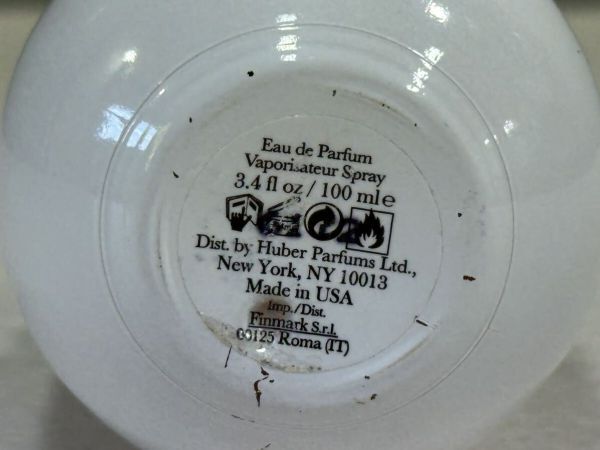 Eau de Parfum
Vaporisateur Spray
3.4 fl oz / 100 ml e
Dist. by Huber Parfums Ltd.,
New York, NY 10013
Made in USA
Imp./Dist.
Finmark S.r.l.
00125 Roma (IT)